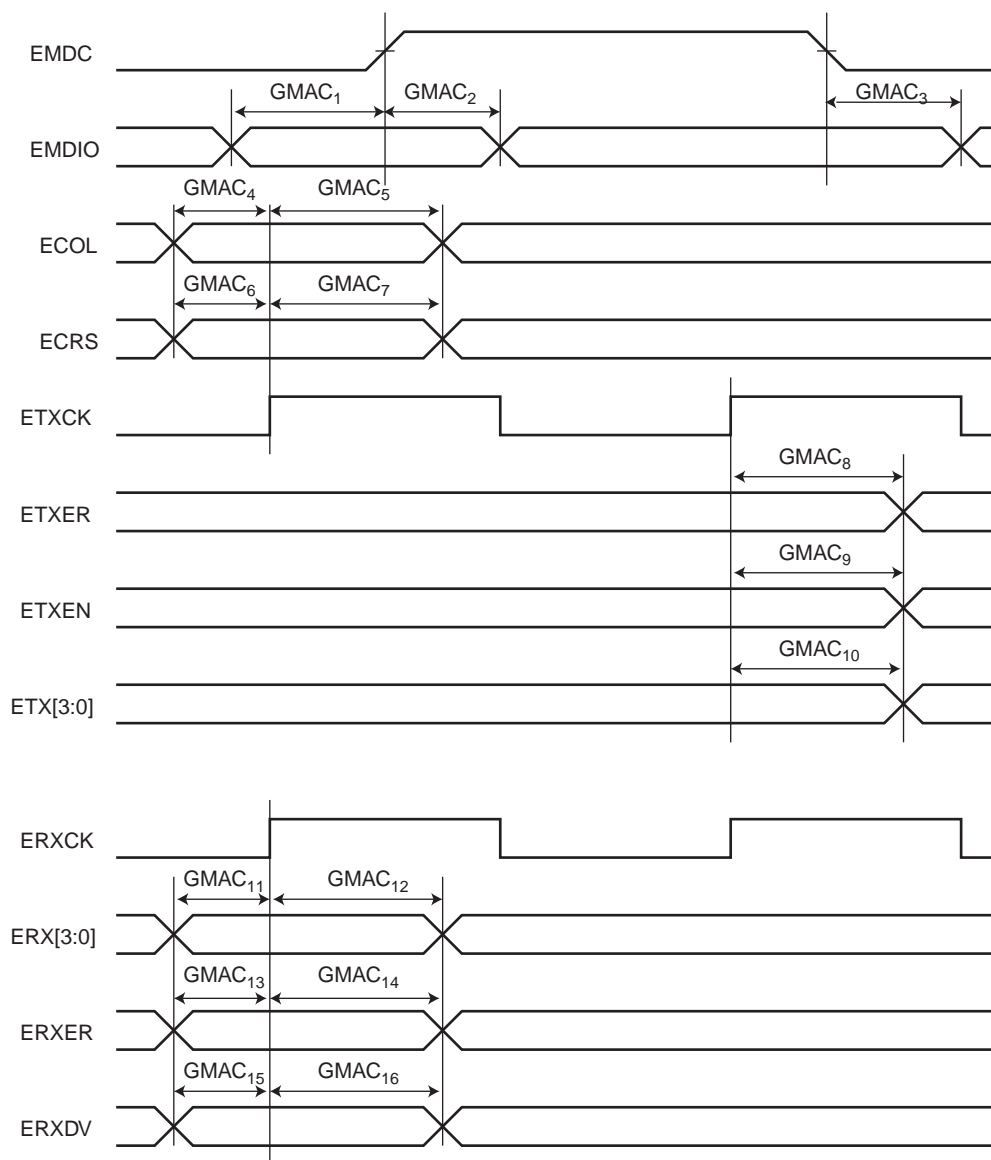 EMDC
GMAC₁ GMAC₂ GMAC₃
EMDIO
GMAC₄ GMAC₅
ECOL
GMAC₆ GMAC₇
ECRS
ETXCK
GMAC₈
ETXER
GMAC₉
ETXEN
GMAC₁₀
ETX[3:0]
ERXCK
GMAC₁₁ GMAC₁₂
ERX[3:0]
GMAC₁₃ GMAC₁₄
ERXER
GMAC₁₅ GMAC₁₆
ERXDV